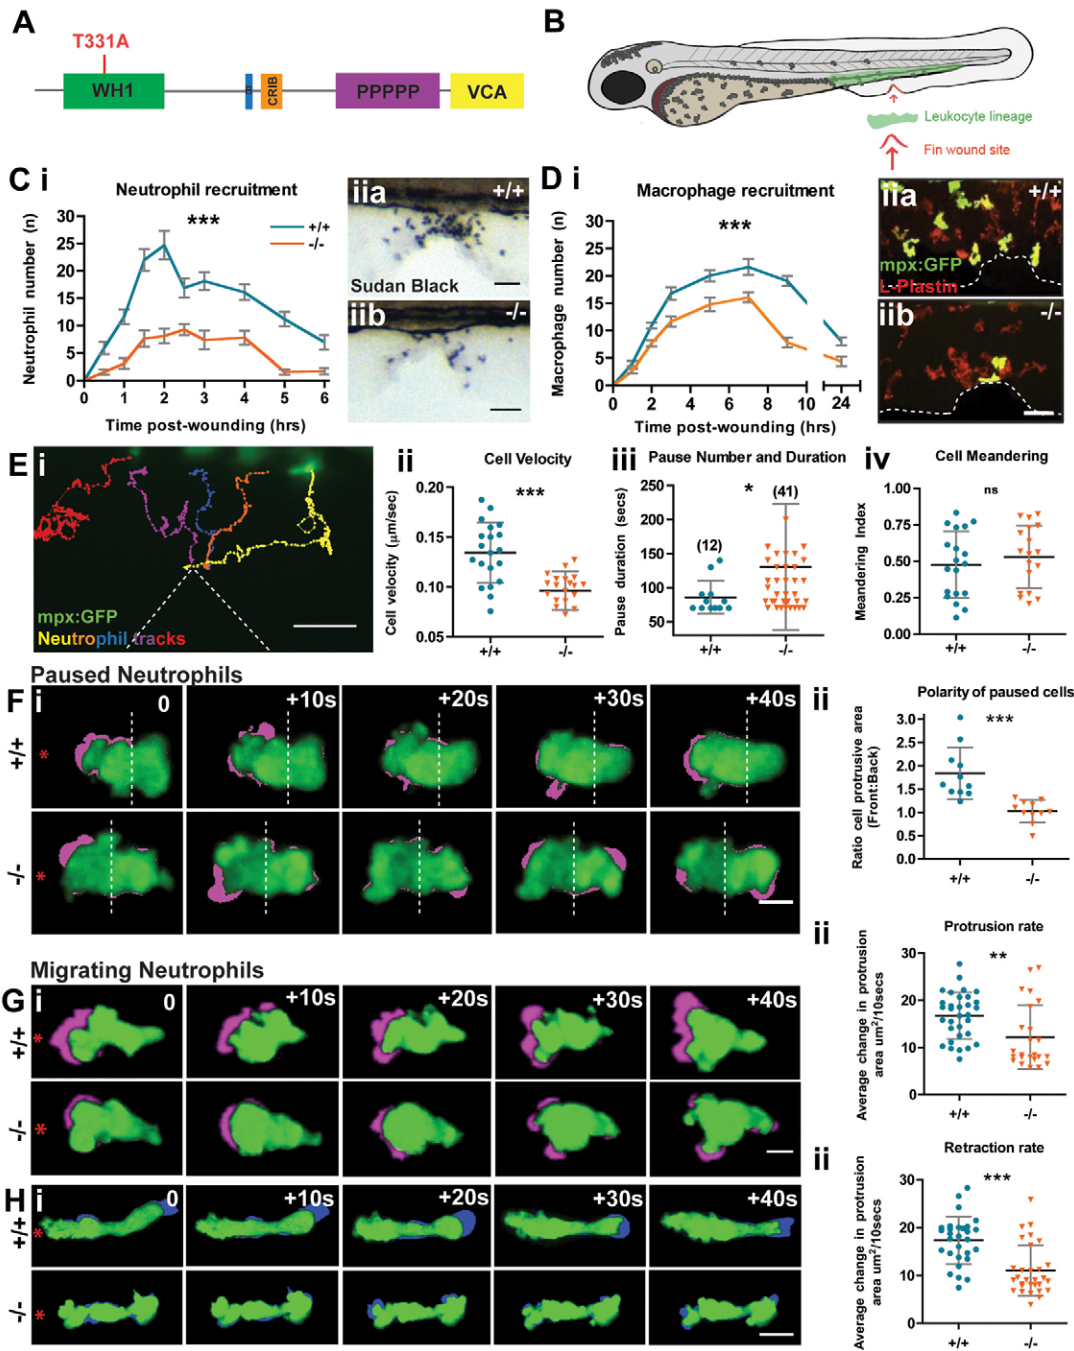 A
T331A
WH1
B
CRIB
PPPPP
VCA
B
Leukocyte lineage
Fin wound site
C i
Neutrophil recruitment
Neutrophil number (n)
30
25
20
15
10
5
0
***
+/+
-/-
0 1 2 3 4 5 6
Time post-wounding (hrs)
iia
+/+
Sudan Black
iib
-/-
D i
Macrophage recruitment
Macrophage number (n)
30
25
20
15
10
5
0
***
0 2 4 6 8 10 24
Time post-wounding (hrs)
iia
+/+
mpx:GFP
L-Plastin
iib
-/-
E i
mpx:GFP
Neutrophil tracks
ii
Cell Velocity
Cell velocity (μm/sec)
0.20
0.15
0.10
0.05
***
+/+ -/-
iii
Pause Number and Duration
Pause duration (secs)
250
200
150
100
50
*
(12)
(41)
+/+ -/-
iv
Cell Meandering
Meandering Index
1.00
0.75
0.50
0.25
0.00
ns
+/+ -/-
Paused Neutrophils
F i
0 +10s +20s +30s +40s
+/+
*
-/-
*
ii
Polarity of paused cells
Ratio cell protrusive area
(Front:Back)
3.0
2.5
2.0
1.5
1.0
0.5
0.0
***
+/+ -/-
Migrating Neutrophils
G i
0 +10s +20s +30s +40s
+/+
*
-/-
*
ii
Protrusion rate
Average change in protrusion
area um²/10secs
30
20
10
0
**
+/+ -/-
H i
0 +10s +20s +30s +40s
+/+
*
-/-
*
ii
Retraction rate
Average change in protrusion
area um²/10secs
30
20
10
0
***
+/+ -/-